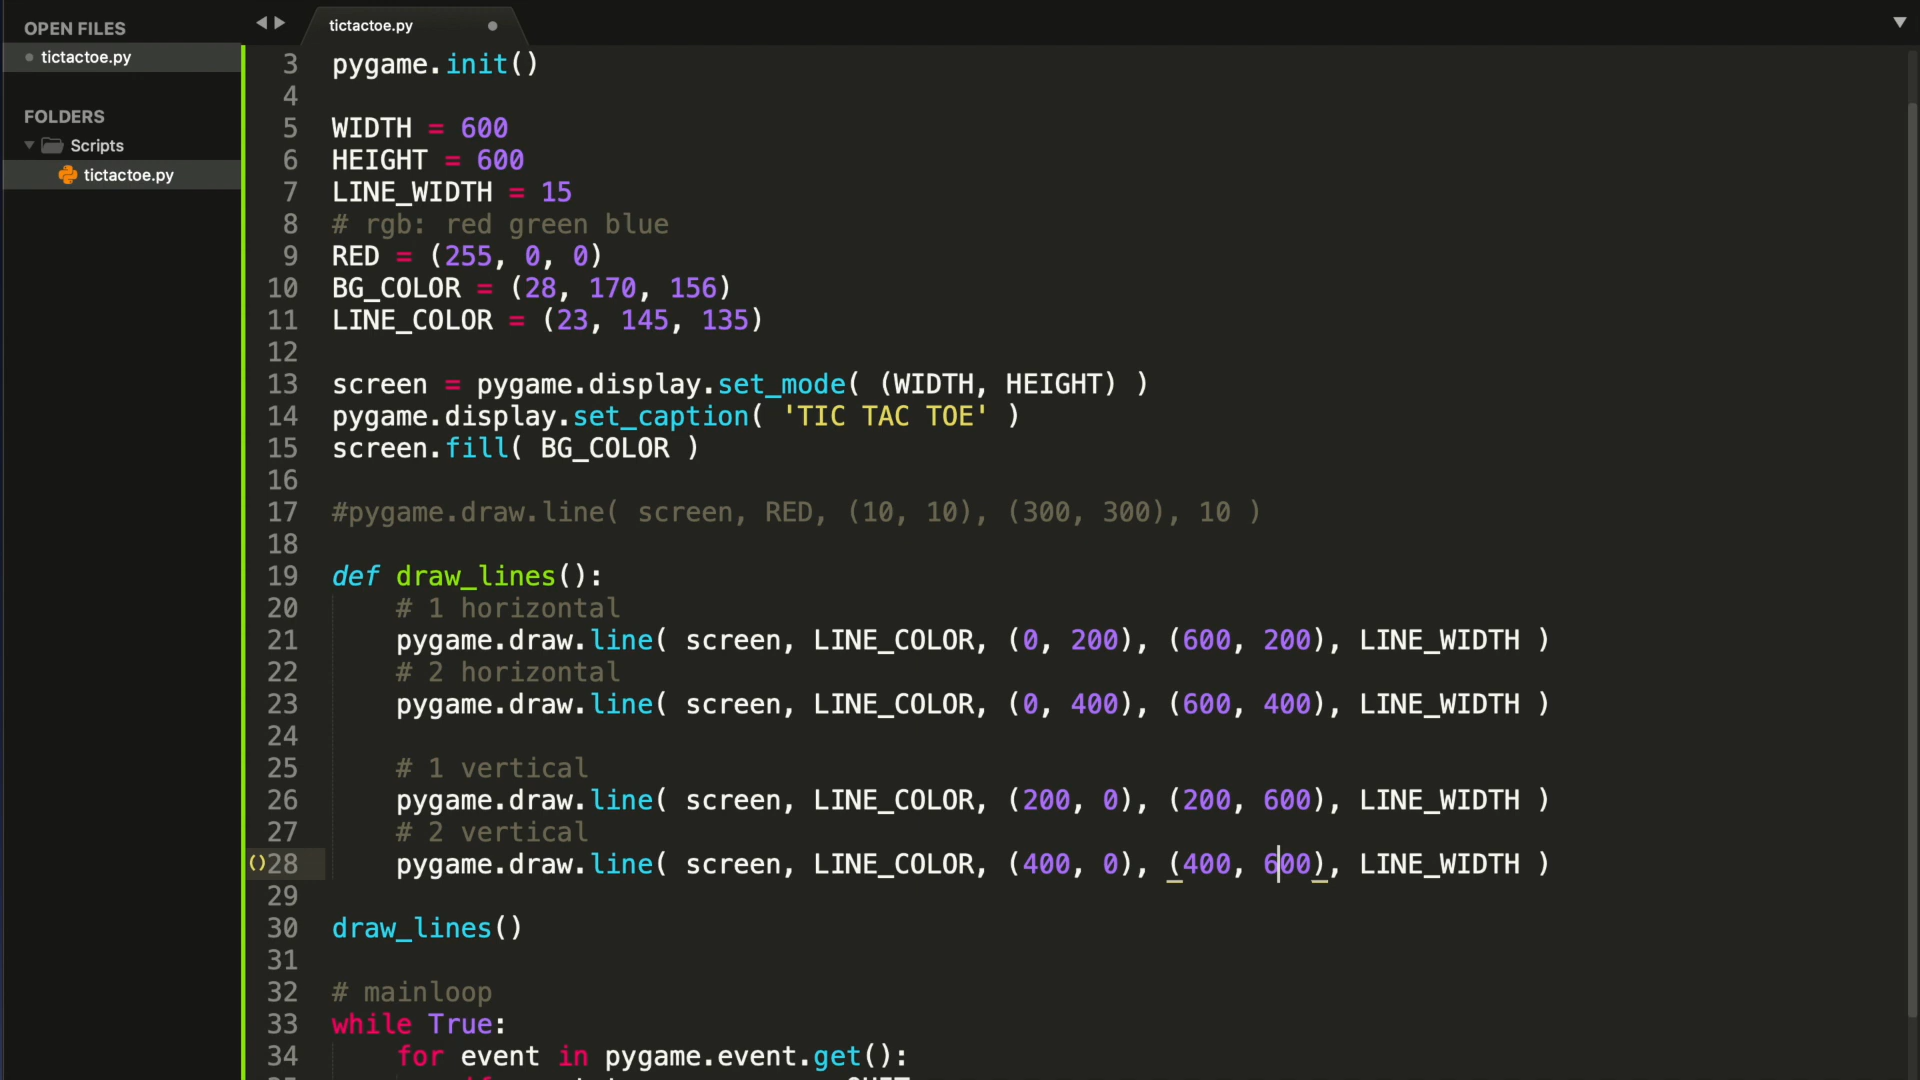 OPEN FILES
tictactoe.py
FOLDERS
Scripts
tictactoe.py
tictactoe.py
3 pygame.init()
4
5 WIDTH = 600
6 HEIGHT = 600
7 LINE_WIDTH = 15
8 # rgb: red green blue
9 RED = (255, 0, 0)
10 BG_COLOR = (28, 170, 156)
11 LINE_COLOR = (23, 145, 135)
12
13 screen = pygame.display.set_mode( (WIDTH, HEIGHT) )
14 pygame.display.set_caption( 'TIC TAC TOE' )
15 screen.fill( BG_COLOR )
16
17 #pygame.draw.line( screen, RED, (10, 10), (300, 300), 10 )
18
19 def draw_lines():
20     # 1 horizontal
21     pygame.draw.line( screen, LINE_COLOR, (0, 200), (600, 200), LINE_WIDTH )
22     # 2 horizontal
23     pygame.draw.line( screen, LINE_COLOR, (0, 400), (600, 400), LINE_WIDTH )
24
25     # 1 vertical
26     pygame.draw.line( screen, LINE_COLOR, (200, 0), (200, 600), LINE_WIDTH )
27     # 2 vertical
()28     pygame.draw.line( screen, LINE_COLOR, (400, 0), (400, 600), LINE_WIDTH )
29
30 draw_lines()
31
32 # mainloop
33 while True:
34     for event in pygame.event.get():